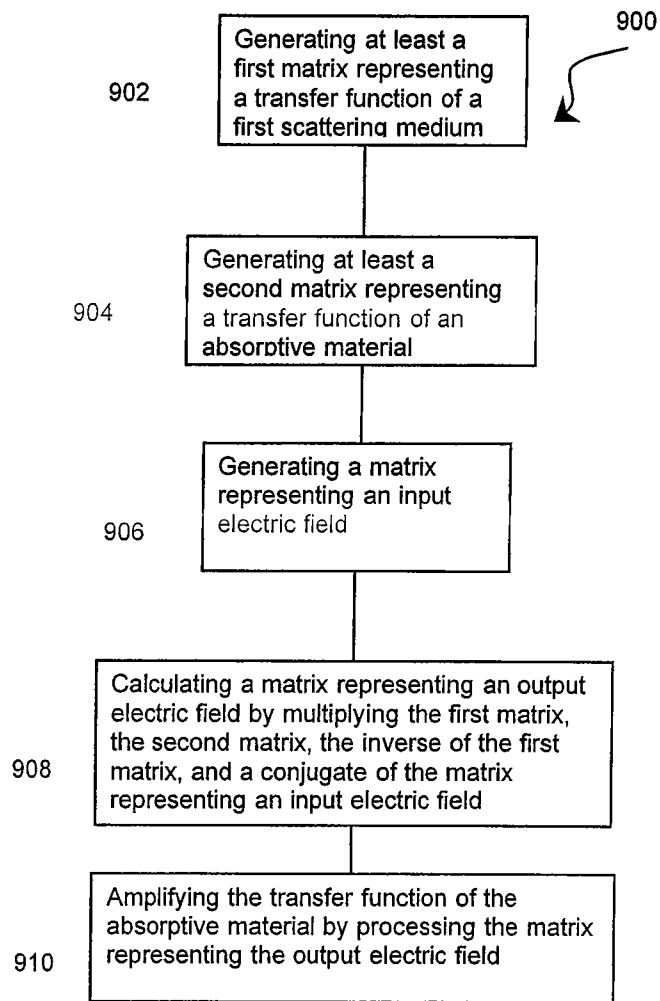 900
902
Generating at least a
first matrix representing
a transfer function of a
first scattering medium
904
Generating at least a
second matrix representing
a transfer function of an
absorptive material
906
Generating a matrix
representing an input
electric field
908
Calculating a matrix representing an output
electric field by multiplying the first matrix,
the second matrix, the inverse of the first
matrix, and a conjugate of the matrix
representing an input electric field
910
Amplifying the transfer function of the
absorptive material by processing the matrix
representing the output electric field